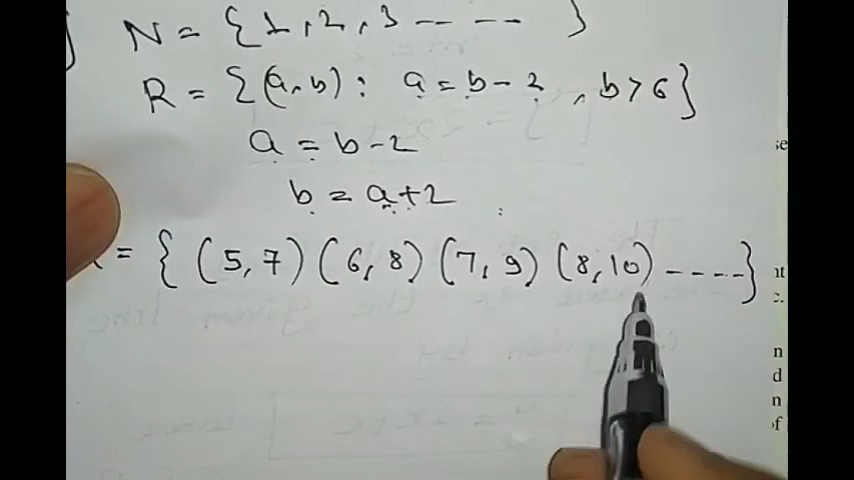 N = {1, 2, 3 -- -- }
R = {(a, b) : a = b - 2 , b > 6}
a = b - 2
b = a + 2
= { (5, 7) (6, 8) (7, 9) (8, 10) ---- }